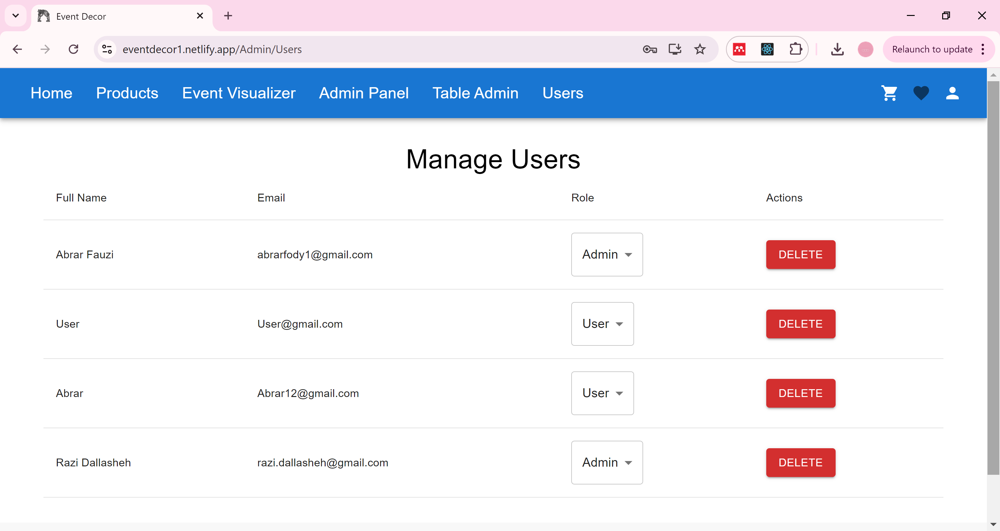 Event Decor
eventdecor1.netlify.app/Admin/Users
Relaunch to update
Home Products Event Visualizer Admin Panel Table Admin Users
Manage Users
Full Name Email Role Actions
Abrar Fauzi abrarfody1@gmail.com Admin DELETE
User User@gmail.com User DELETE
Abrar Abrar12@gmail.com User DELETE
Razi Dallasheh razi.dallasheh@gmail.com Admin DELETE